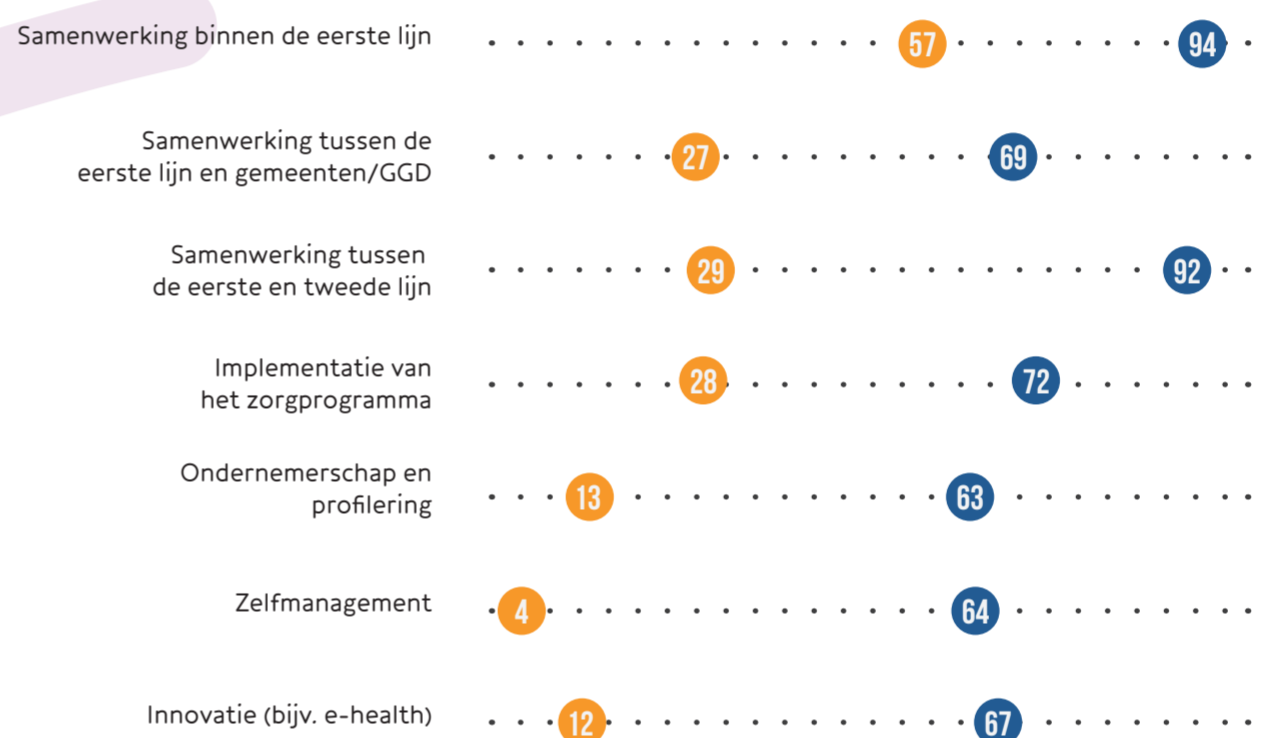 Samenwerking binnen de eerste lijn
57
94
Samenwerking tussen de
eerste lijn en gemeenten/GGD
27
69
Samenwerking tussen
de eerste en tweede lijn
29
92
Implementatie van
het zorgprogramma
28
72
Ondernemerschap en
profilering
13
63
Zelfmanagement
4
64
Innovatie (bijv. e-health)
12
67